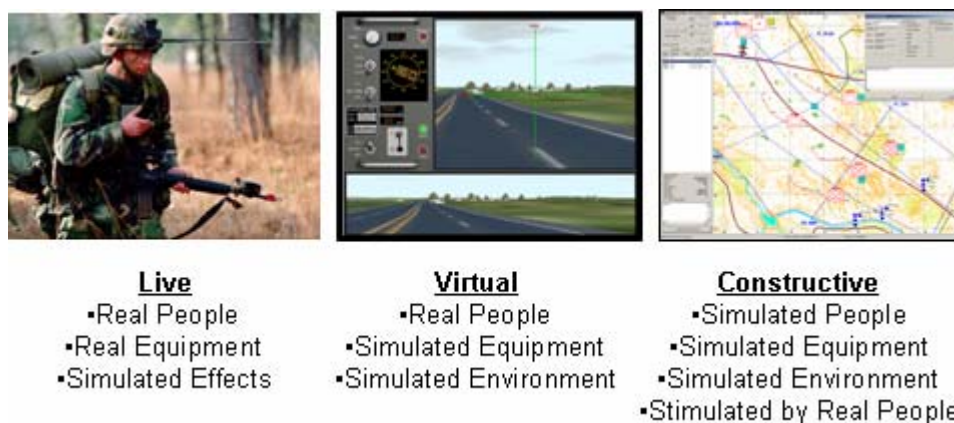 Live
▪Real People
▪Real Equipment
▪Simulated Effects
Virtual
▪Real People
▪Simulated Equipment
▪Simulated Environment
Constructive
▪Simulated People
▪Simulated Equipment
▪Simulated Environment
▪Stimulated by Real People